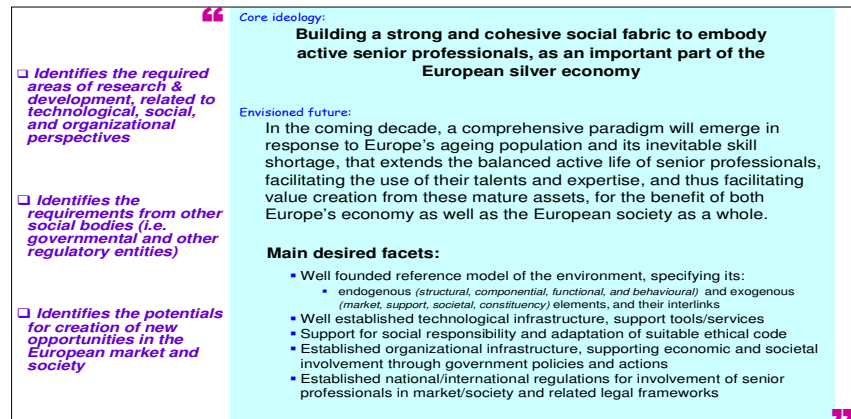 ❝
❑ Identifies the required
areas of research &
development, related to
technological, social,
and organizational
perspectives
❑ Identifies the
requirements from other
social bodies (i.e.
governmental and other
regulatory entities)
❑ Identifies the potentials
for creation of new
opportunities in the
European market and
society
Core ideology:
Building a strong and cohesive social fabric to embody
active senior professionals, as an important part of the
European silver economy
Envisioned future:
In the coming decade, a comprehensive paradigm will emerge in
response to Europe's ageing population and its inevitable skill
shortage, that extends the balanced active life of senior professionals,
facilitating the use of their talents and expertise, and thus facilitating
value creation from these mature assets, for the benefit of both
Europe's economy as well as the European society as a whole.
Main desired facets:
▪ Well founded reference model of the environment, specifying its:
▪ endogenous (structural, componential, functional, and behavioural) and exogenous
(market, support, societal, constituency) elements, and their interlinks
▪ Well established technological infrastructure, support tools/services
▪ Support for social responsibility and adaptation of suitable ethical code
▪ Established organizational infrastructure, supporting economic and societal
involvement through government policies and actions
▪ Established national/international regulations for involvement of senior
professionals in market/society and related legal frameworks
❞